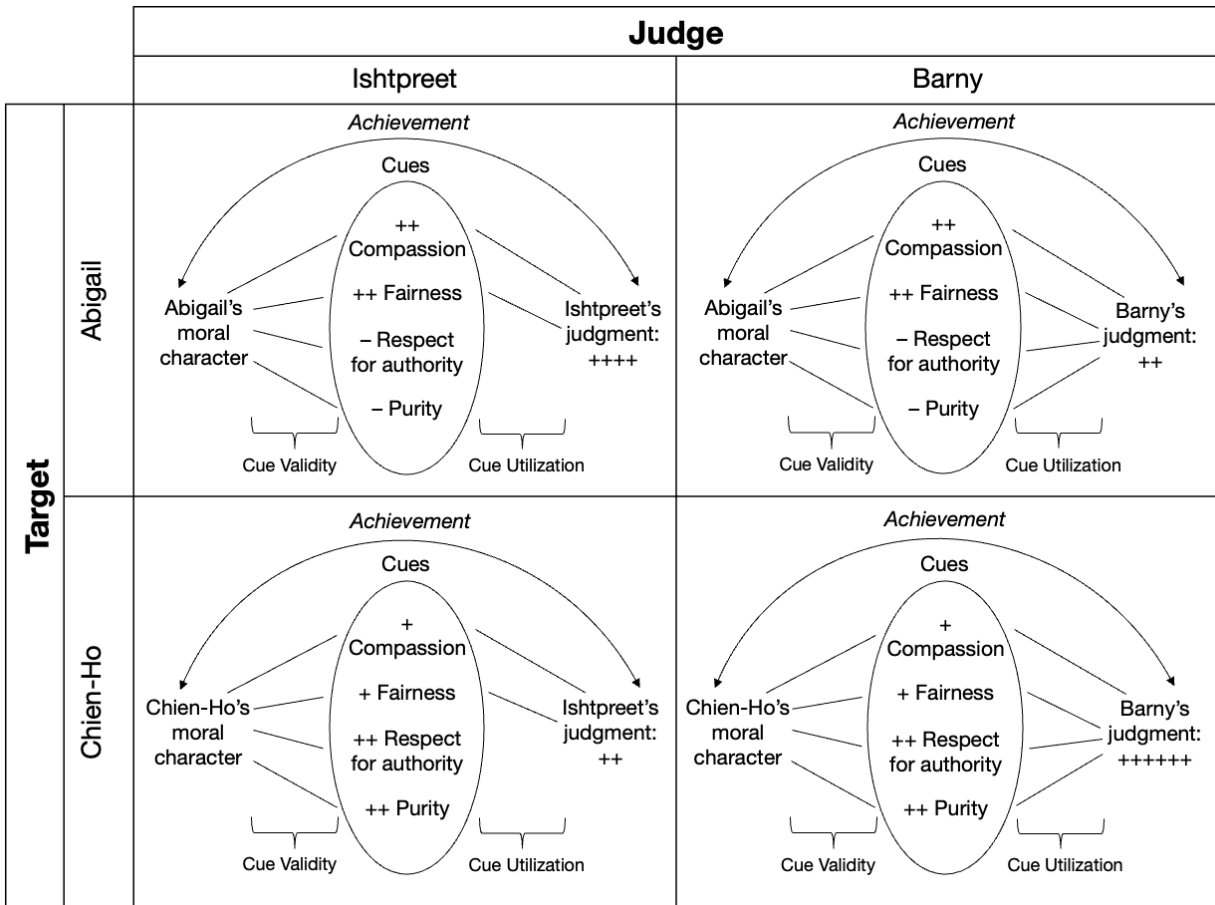 Judge
Ishtpreet
Barny
Target
Abigail
Achievement
Cues
++
Compassion
++ Fairness
– Respect
for authority
– Purity
Abigail's
moral
character
Ishtpreet's
judgment:
++++
Cue Validity
Cue Utilization
Achievement
Cues
++
Compassion
++ Fairness
– Respect
for authority
– Purity
Abigail's
moral
character
Barny's
judgment:
++
Cue Validity
Cue Utilization
Chien-Ho
Achievement
Cues
+
Compassion
+ Fairness
++ Respect
for authority
++ Purity
Chien-Ho's
moral
character
Ishtpreet's
judgment:
++
Cue Validity
Cue Utilization
Achievement
Cues
+
Compassion
+ Fairness
++ Respect
for authority
++ Purity
Chien-Ho's
moral
character
Barny's
judgment:
++++++
Cue Validity
Cue Utilization